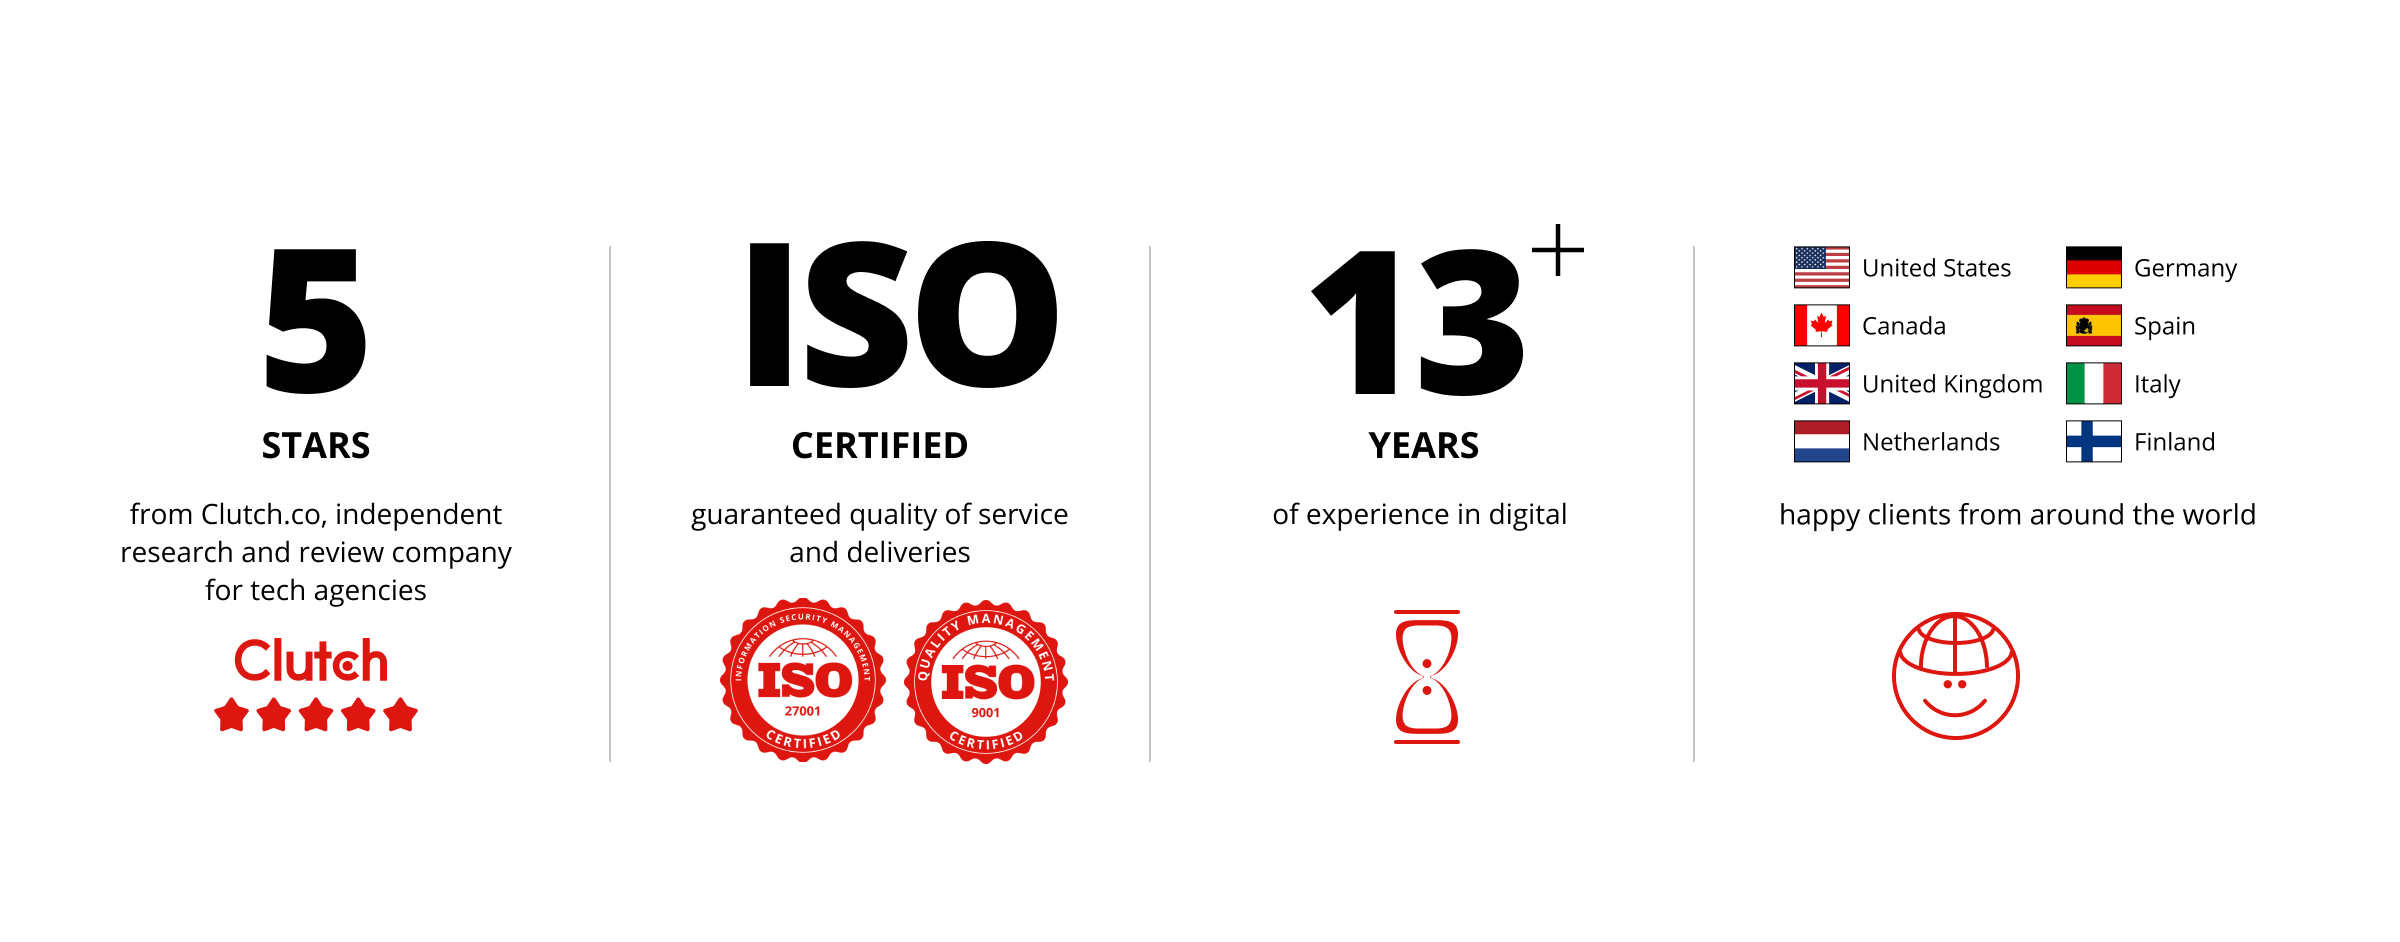 5
STARS
from Clutch.co, independent
research and review company
for tech agencies
Clutch
ISO
CERTIFIED
guaranteed quality of service
and deliveries
INFORMATION SECURITY MANAGEMENT
ISO
27001
CERTIFIED
QUALITY MANAGEMENT
ISO
9001
CERTIFIED
13+
YEARS
of experience in digital
United States
Germany
Canada
Spain
United Kingdom
Italy
Netherlands
Finland
happy clients from around the world